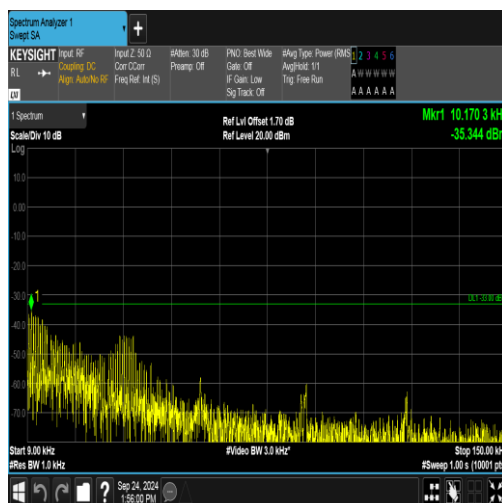 Spectrum Analyzer 1
Swept SA
KEYSIGHT
RL
Input: RF
Coupling: DC
Align: Auto/No RF
Input Z: 50 Ω
Corr CCorr
Freq Ref: Int (S)
#Atten: 30 dB
Preamp: Off
PNO: Best Wide
Gate: Off
IF Gain: Low
Sig Track: Off
#Avg Type: Power (RMS
Avg|Hold: 1/1
Trig: Free Run
1 2 3 4 5 6
A W W W W W
A A A A A A
1 Spectrum
Scale/Div 10 dB
Ref Lvl Offset 1.70 dB
Ref Level 20.00 dBm
Mkr1 10.170 3 kH
-35.344 dBr
Log
10.0
0.00
-10.0
-20.0
-30.0
-40.0
-50.0
-60.0
-70.0
1
DL1 -33.00 dB
Start 9.00 kHz
#Res BW 1.0 kHz
#Video BW 3.0 kHz*
Stop 150.00 kH
#Sweep 1.00 s (10001 pt
Sep 24, 2024
1:56:00 PM